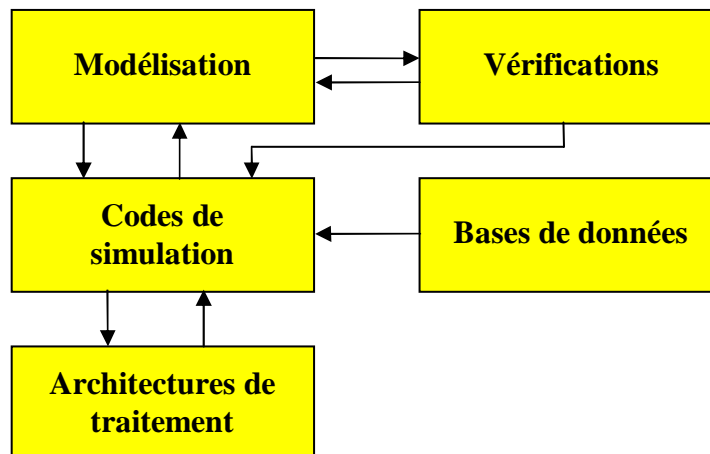 Modélisation
Vérifications
Codes de
simulation
Bases de données
Architectures de
traitement